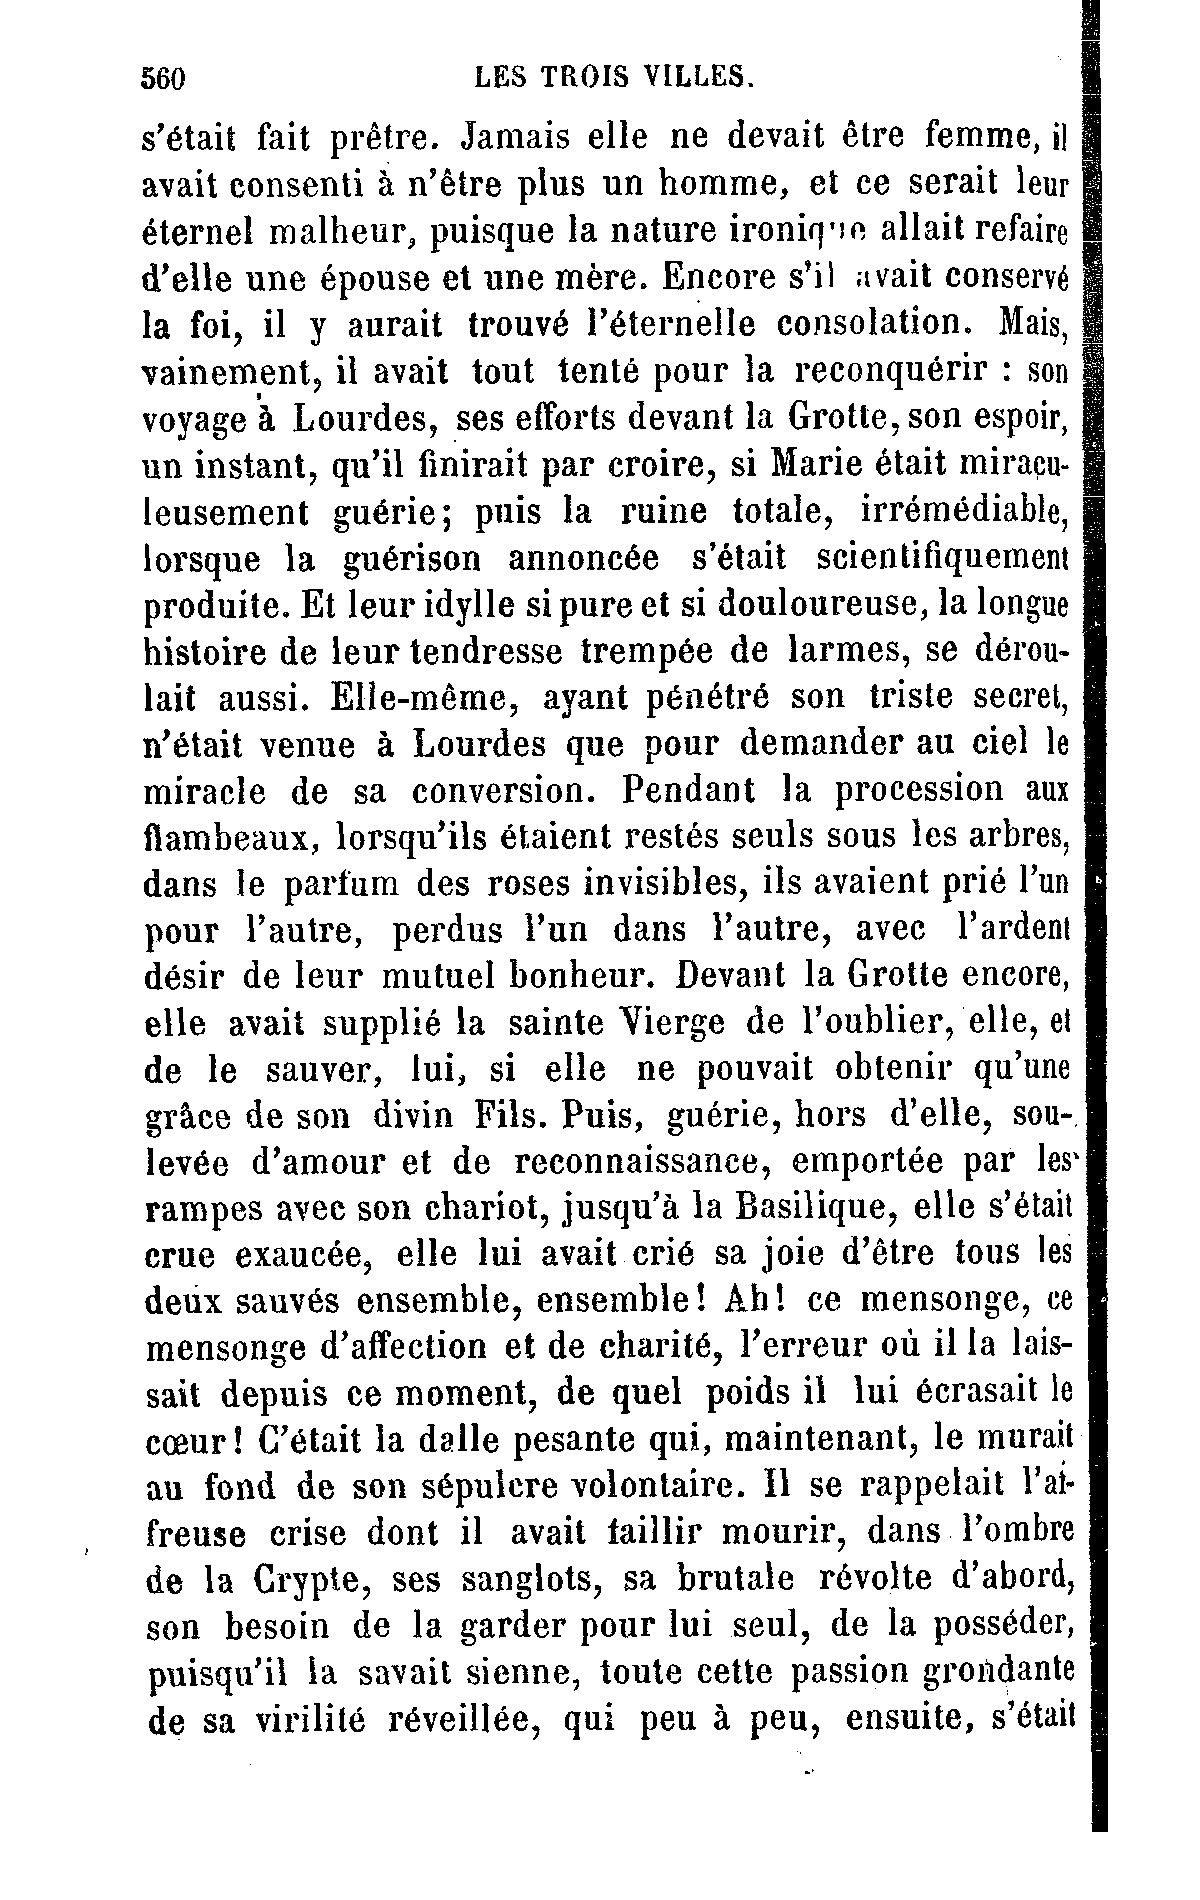 560 LES TROIS VILLES.
s'était fait prêtre. Jamais elle ne devait être femme, il
avait consenti à n'être plus un homme, et ce serait leur
éternel malheur, puisque la nature ironique allait refaire
d'elle une épouse et une mère. Encore s'il avait conservé
la foi, il y aurait trouvé l'éternelle consolation. Mais,
vainement, il avait tout tenté pour la reconquérir : son
voyage à Lourdes, ses efforts devant la Grotte, son espoir,
un instant, qu'il finirait par croire, si Marie était miracu-
leusement guérie; puis la ruine totale, irrémédiable,
lorsque la guérison annoncée s'était scientifiquement
produite. Et leur idylle si pure et si douloureuse, la longue
histoire de leur tendresse trempée de larmes, se dérou-
lait aussi. Elle-même, ayant pénétré son triste secret,
n'était venue à Lourdes que pour demander au ciel le
miracle de sa conversion. Pendant la procession aux
flambeaux, lorsqu'ils étaient restés seuls sous les arbres,
dans le parfum des roses invisibles, ils avaient prié l'un
pour l'autre, perdus l'un dans l'autre, avec l'ardent
désir de leur mutuel bonheur. Devant la Grotte encore,
elle avait supplié la sainte Vierge de l'oublier, elle, et
de le sauver, lui, si elle ne pouvait obtenir qu'une
grâce de son divin Fils. Puis, guérie, hors d'elle, sou-
levée d'amour et de reconnaissance, emportée par les
rampes avec son chariot, jusqu'à la Basilique, elle s'était
crue exaucée, elle lui avait crié sa joie d'être tous les
deux sauvés ensemble, ensemble! Ah! ce mensonge, ce
mensonge d'affection et de charité, l'erreur où il la lais-
sait depuis ce moment, de quel poids il lui écrasait le
cœur! C'était la dalle pesante qui, maintenant, le murait
au fond de son sépulcre volontaire. Il se rappelait l'af-
freuse crise dont il avait faillir mourir, dans l'ombre
de la Crypte, ses sanglots, sa brutale révolte d'abord,
son besoin de la garder pour lui seul, de la posséder,
puisqu'il la savait sienne, toute cette passion grondante
de sa virilité réveillée, qui peu à peu, ensuite, s'était